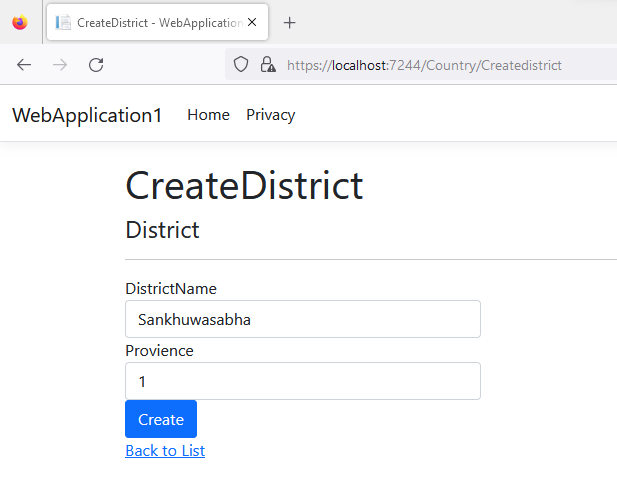 CreateDistrict - WebApplication
https://localhost:7244/Country/Createdistrict
WebApplication1 Home Privacy
CreateDistrict
District
DistrictName
Sankhuwasabha
Provience
1
Create
Back to List